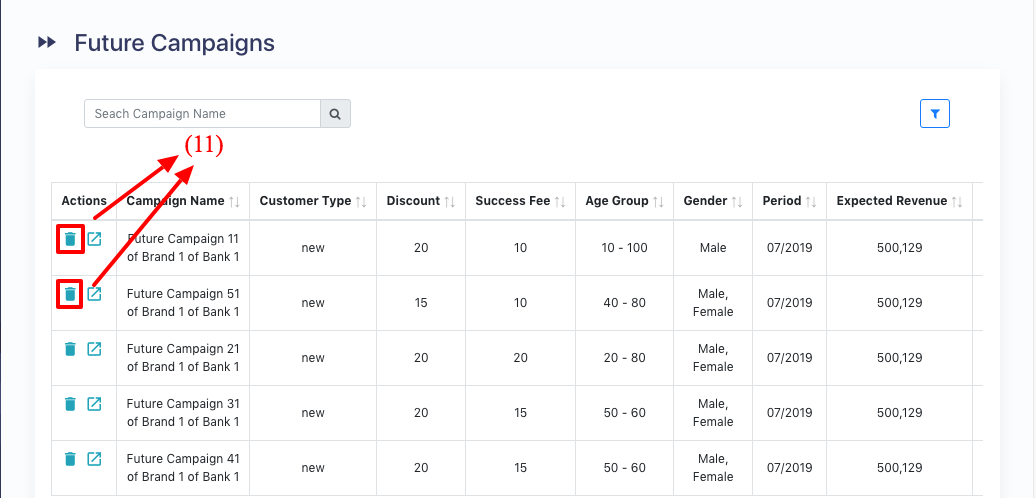 Future Campaigns
Seach Campaign Name
(11)
Actions Campaign Name Customer Type Discount Success Fee Age Group Gender Period Expected Revenue
Future Campaign 11
of Brand 1 of Bank 1
new 20 10 10 - 100 Male 07/2019 500,129
Future Campaign 51
of Brand 1 of Bank 1
new 15 10 40 - 80
Male,
Female
07/2019 500,129
Future Campaign 21
of Brand 1 of Bank 1
new 20 20 20 - 80
Male,
Female
07/2019 500,129
Future Campaign 31
of Brand 1 of Bank 1
new 20 15 50 - 60
Male,
Female
07/2019 500,129
Future Campaign 41
of Brand 1 of Bank 1
new 20 15 50 - 60
Male,
Female
07/2019 500,129